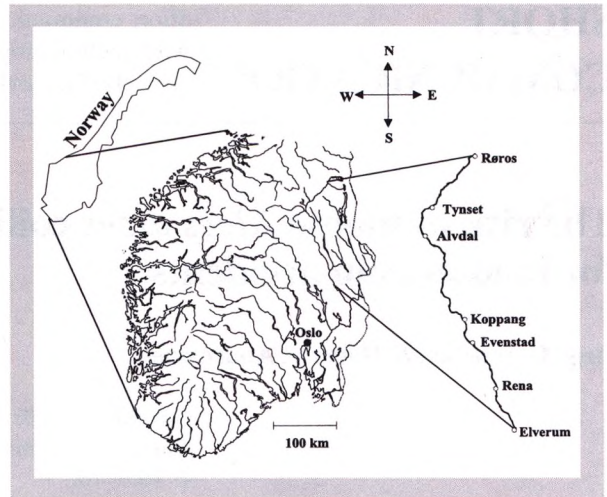 Norway
N
W
E
S
Røros
Tynset
Alvdal
Koppang
Evenstad
Oslo
Rena
Elverum
100 km